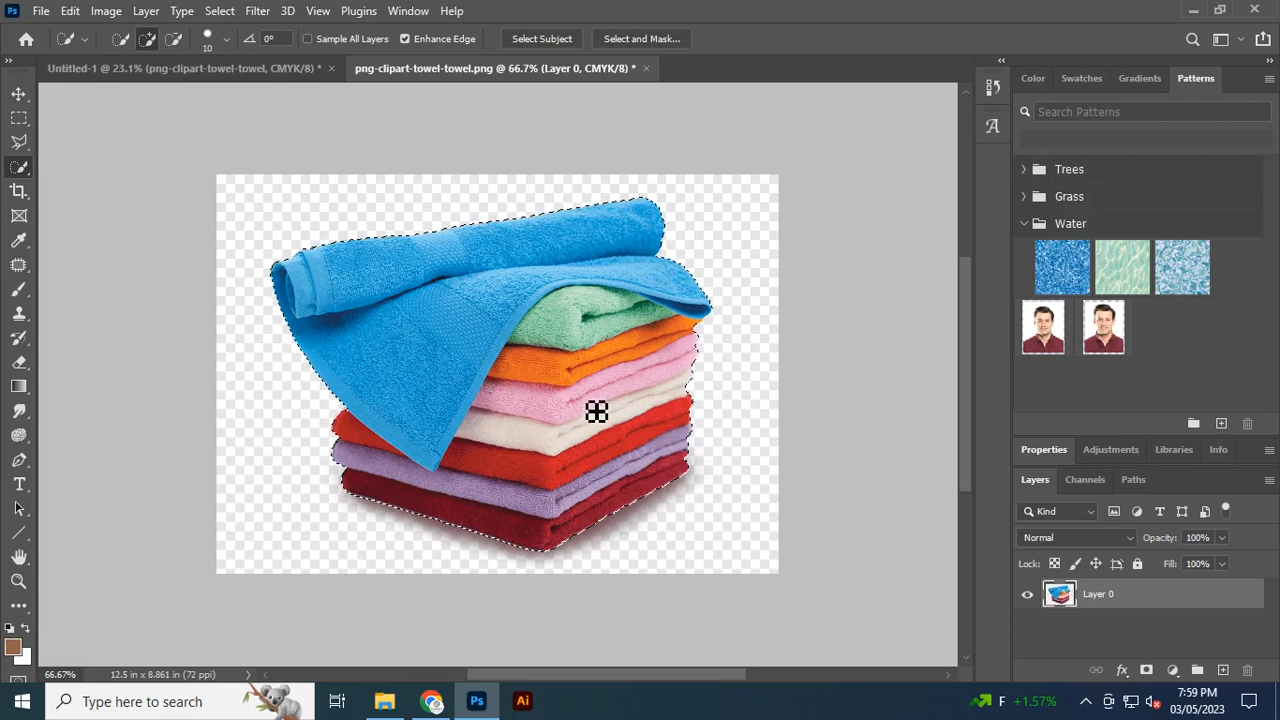 Ps File Edit Image Layer Type Select Filter 3D View Plugins Window Help
10 0° Sample All Layers Enhance Edge Select Subject Select and Mask...
Untitled-1 @ 23.1% (png-clipart-towel-towel, CMYK/8) * × png-clipart-towel-towel.png @ 66.7% (Layer 0, CMYK/8) * ×
Color Swatches Gradients Patterns
Search Patterns
Trees
Grass
Water
Properties Adjustments Libraries Info
Layers Channels Paths
Kind
Normal Opacity: 100%
Lock: Fill: 100%
Layer 0
66.67% 12.5 in x 8.861 in (72 ppi)
Type here to search
Ps Ai
F +1.57%
7:59 PM
03/05/2023